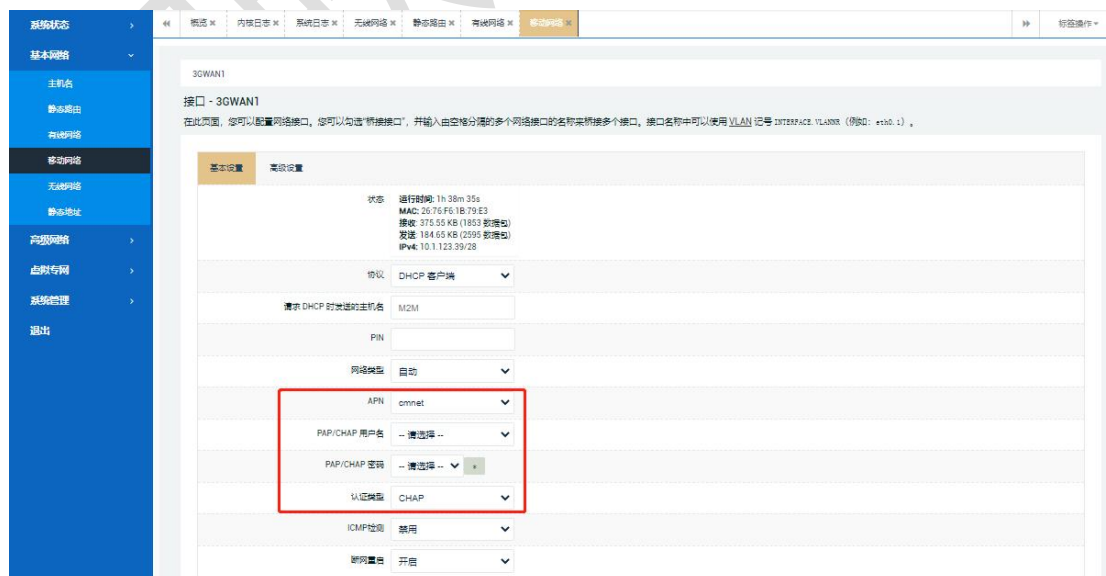 系统状态
概览 × 内核日志 × 系统日志 × 无线网络 × 静态路由 × 有线网络 × 移动网络 × 标签操作
基本网络
主机名
静态路由
有线网络
移动网络
无线网络
静态地址
高级网络
虚拟专网
系统管理
退出
3GWAN1
接口 - 3GWAN1
在此页面，您可以配置网络接口。您可以勾选"桥接接口"，并输入由空格分隔的多个网络接口的名称来桥接多个接口。接口名称中可以使用 VLAN 记号 INTERFACE.VLANNR（例如：eth0.1）。
基本设置 高级设置
状态 运行时间: 1h 38m 35s
MAC: 26:76:F6:1B:79:E3
接收: 375.55 KB (1853 数据包)
发送: 184.65 KB (2595 数据包)
IPv4: 10.1.123.39/28
协议 DHCP 客户端
请求 DHCP 时发送的主机名 M2M
PIN
网络类型 自动
APN cmnet
PAP/CHAP 用户名 -- 请选择 --
PAP/CHAP 密码 -- 请选择 --
认证类型 CHAP
ICMP检测 禁用
断网重启 开启